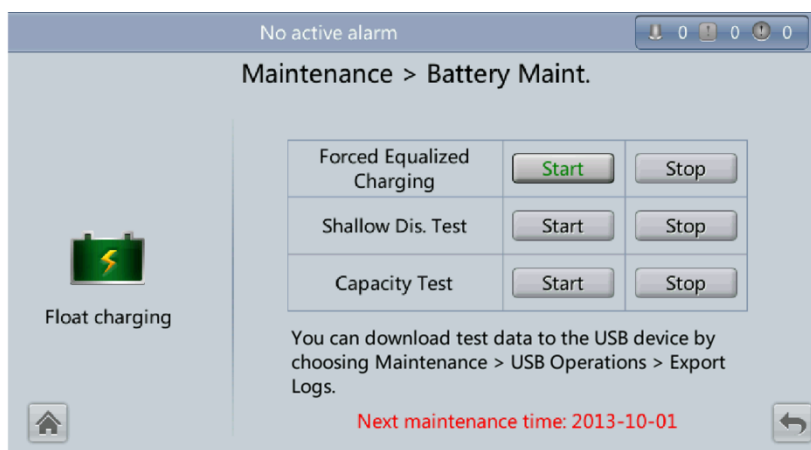 No active alarm
0 0 0
Maintenance > Battery Maint.
Forced Equalized
Charging
Start Stop
Shallow Dis. Test Start Stop
Capacity Test Start Stop
Float charging
You can download test data to the USB device by
choosing Maintenance > USB Operations > Export
Logs.
Next maintenance time: 2013-10-01